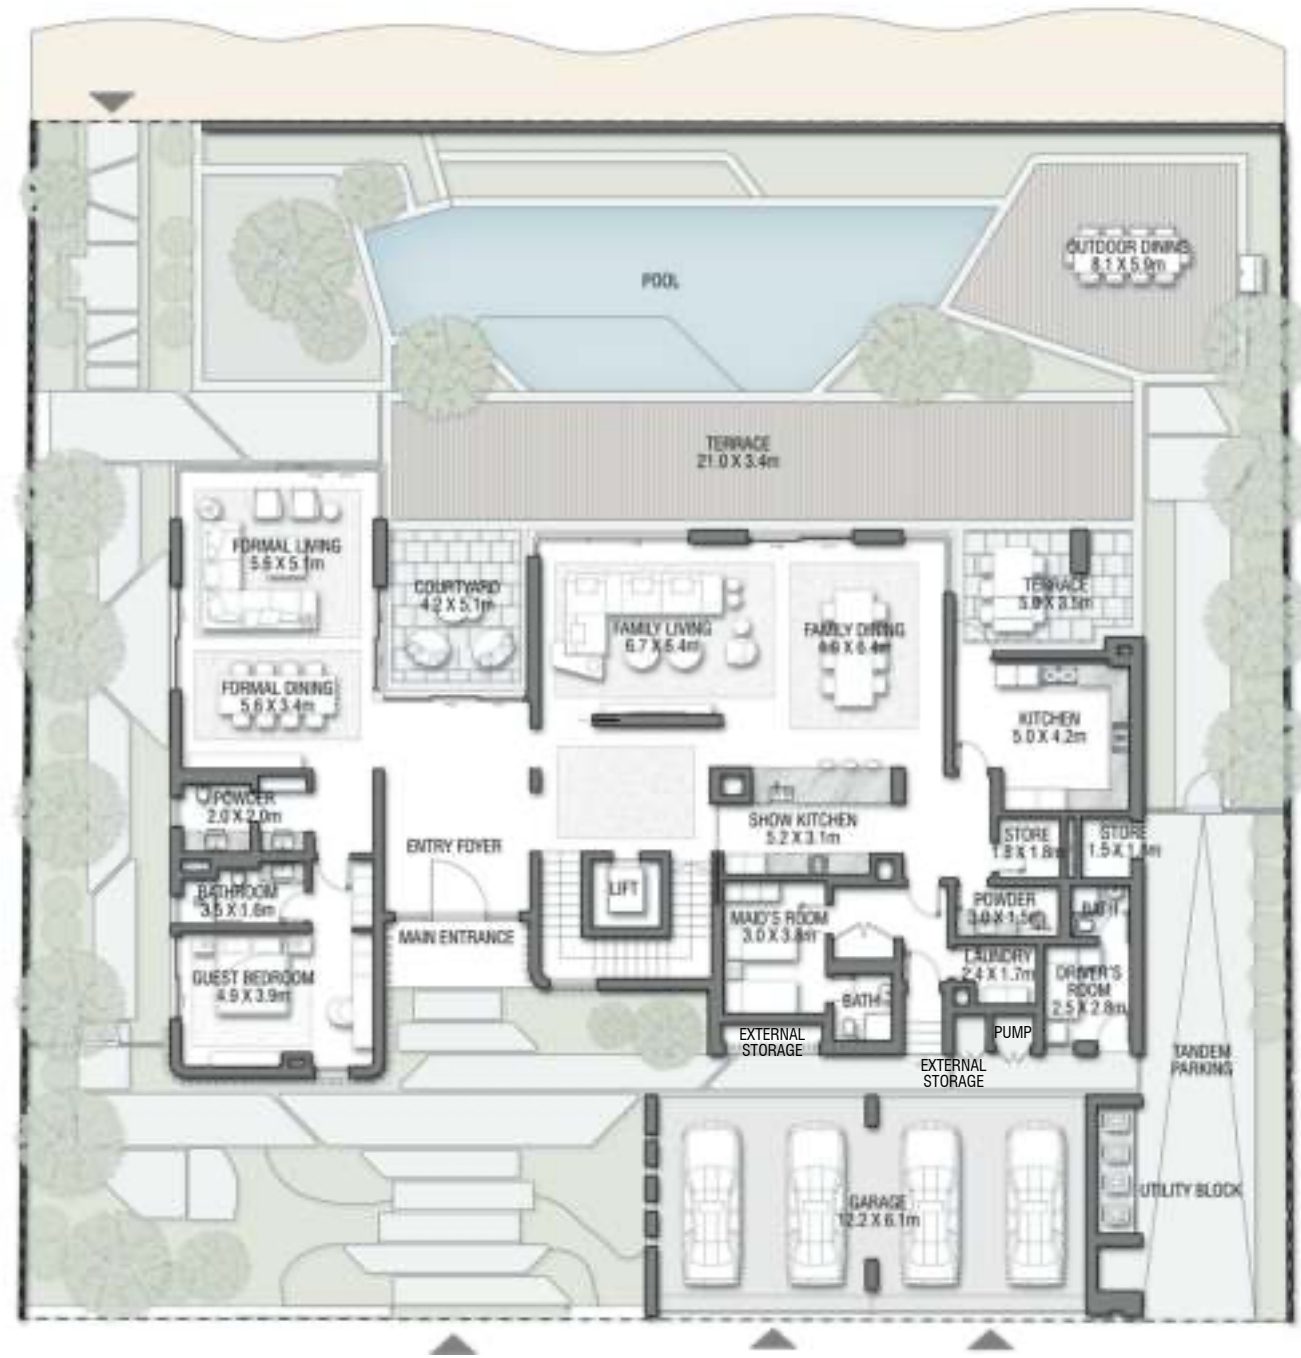 POOL
OUTDOOR DINING
8.1 X 5.9m
TERRACE
21.0 X 3.4m
FORMAL LIVING
5.6 X 5.1m
COURTYARD
4.2 X 5.1m
FAMILY LIVING
6.7 X 5.4m
FAMILY DINING
X 5.4m
TERRACE
X 3.5m
FORMAL DINING
5.6 X 3.4m
KITCHEN
5.0 X 4.2m
POWDER
2.0 X 2.0m
SHOW KITCHEN
5.2 X 3.1m
STORE
1.8 X 1.8m
STORE
1.5 X
ENTRY FOYER
LIFT
BATHROOM
3.5 X 1.6m
MAID'S ROOM
3.0 X 3.8m
POWDER
3.0 X 1.5m
BATH
MAIN ENTRANCE
GUEST BEDROOM
4.9 X 3.9m
LAUNDRY
2.4 X 1.7m
DRIVER'S
ROOM
2.5 X 2.8m
BATH
EXTERNAL
STORAGE
PUMP
EXTERNAL
STORAGE
TANDEM
PARKING
GARAGE
12.2 X 6.1m
UTILITY BLOCK